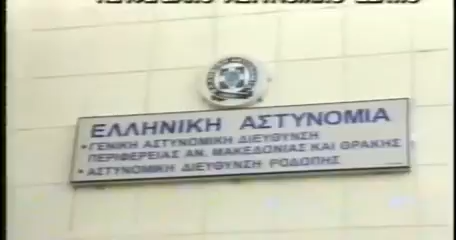 ΕΛΛΗΝΙΚΗ ΑΣΤΥΝΟΜΙΑ
• ΓΕΝΙΚΗ ΑΣΤΥΝΟΜΙΚΗ ΔΙΕΥΘΥΝΣΗ
ΠΕΡΙΦΕΡΕΙΑΣ ΑΝ. ΜΑΚΕΔΟΝΙΑΣ ΚΑΙ ΘΡΑΚΗΣ
• ΑΣΤΥΝΟΜΙΚΗ ΔΙΕΥΘΥΝΣΗ ΡΟΔΟΠΗΣ